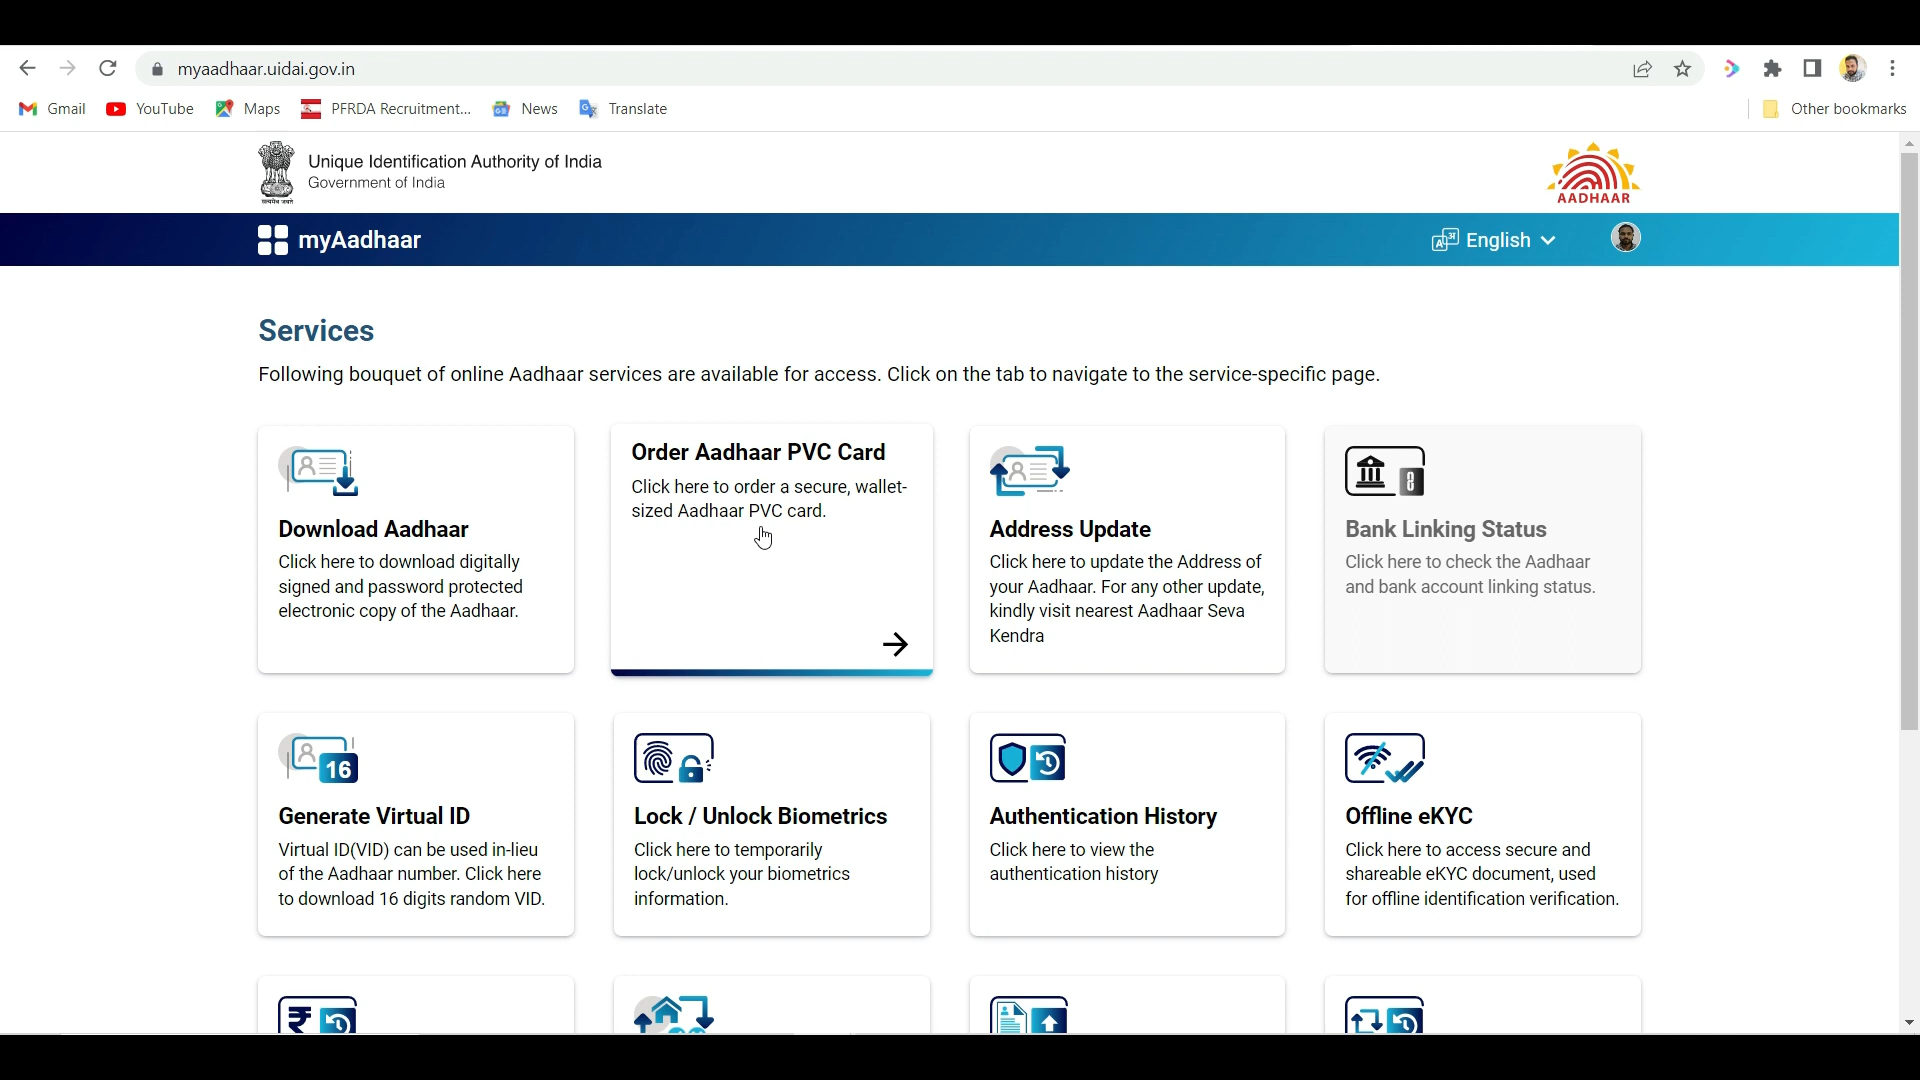 myaadhaar.uidai.gov.in
Gmail
YouTube
Maps
PFRDA Recruitment...
News
Translate
Other bookmarks
Unique Identification Authority of India
Government of India
सत्यमेव जयते
AADHAAR
myAadhaar
English
Services
Following bouquet of online Aadhaar services are available for access. Click on the tab to navigate to the service-specific page.
Download Aadhaar
Click here to download digitally
signed and password protected
electronic copy of the Aadhaar.
Order Aadhaar PVC Card
Click here to order a secure, wallet-
sized Aadhaar PVC card.
Address Update
Click here to update the Address of
your Aadhaar. For any other update,
kindly visit nearest Aadhaar Seva
Kendra
Bank Linking Status
Click here to check the Aadhaar
and bank account linking status.
16
Generate Virtual ID
Virtual ID(VID) can be used in-lieu
of the Aadhaar number. Click here
to download 16 digits random VID.
Lock / Unlock Biometrics
Click here to temporarily
lock/unlock your biometrics
information.
Authentication History
Click here to view the
authentication history
Offline eKYC
Click here to access secure and
shareable eKYC document, used
for offline identification verification.
₹